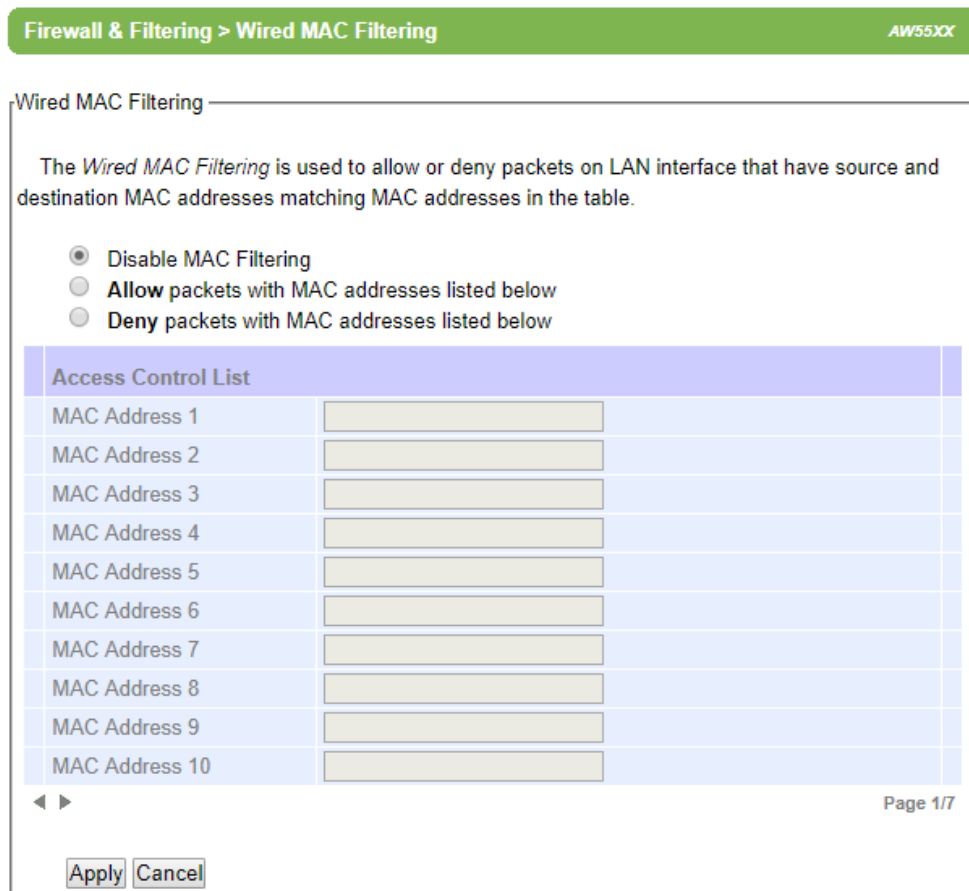 Firewall & Filtering > Wired MAC Filtering AW55XX
Wired MAC Filtering
The Wired MAC Filtering is used to allow or deny packets on LAN interface that have source and
destination MAC addresses matching MAC addresses in the table.
Disable MAC Filtering
Allow packets with MAC addresses listed below
Deny packets with MAC addresses listed below
Access Control List
MAC Address 1
MAC Address 2
MAC Address 3
MAC Address 4
MAC Address 5
MAC Address 6
MAC Address 7
MAC Address 8
MAC Address 9
MAC Address 10
Page 1/7
Apply Cancel